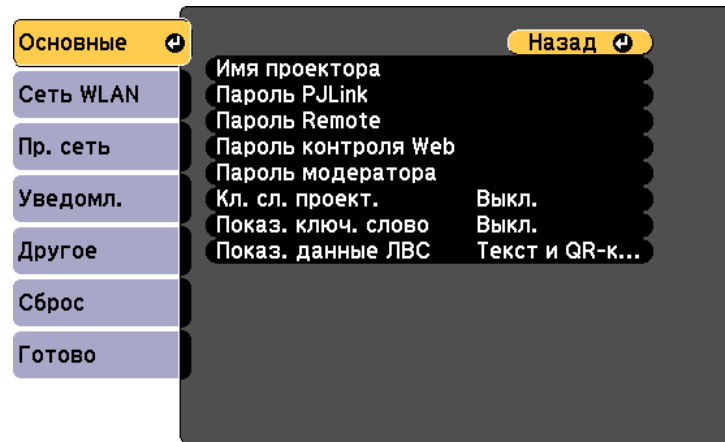 Основные
Сеть WLAN
Пр. сеть
Уведомл.
Другое
Сброс
Готово
Назад
Имя проектора
Пароль PJLink
Пароль Remote
Пароль контроля Web
Пароль модератора
Кл. сл. проект. Выкл.
Показ. ключ. слово Выкл.
Показ. данные ЛВС Текст и QR-к...